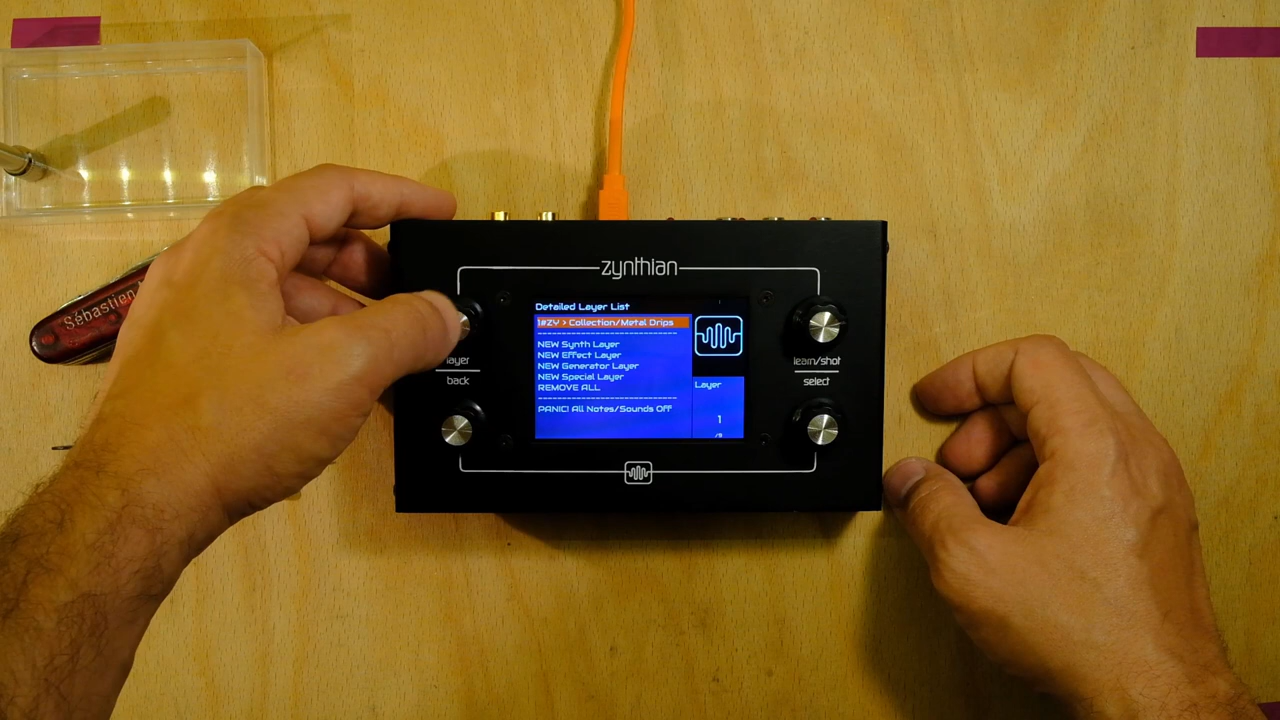 Sébastien
zynthian
Detailed Layer List
1#ZY > Collection/Metal Drips
NEW Synth Layer
NEW Effect Layer
NEW Generator Layer
NEW Special Layer
REMOVE ALL
PANIC! All Notes/Sounds Off
Layer
1
layer
back
learn/shot
select